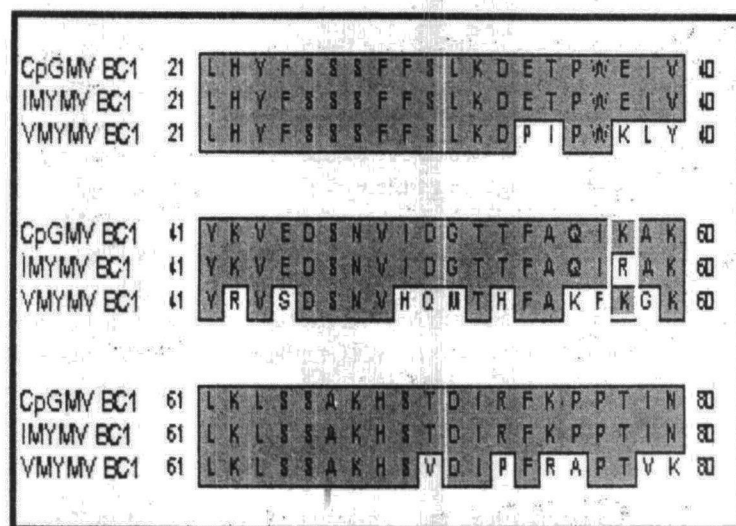 CpGMV BC1 21 L H Y F S S S F F S L K D E T P W E I V 40
IMYMV BC1 21 L H Y F S S S F F S L K D E T P W E I V 40
VMYMV BC1 21 L H Y F S S S F F S L K D P I P W K L Y 40
CpGMV BC1 41 Y K V E D S N V I D G T T F A Q I K A K 60
IMYMV BC1 41 Y K V E D S N V I D G T T F A Q I R A K 60
VMYMV BC1 41 Y R V S D S N V H Q M T H F A K F K G K 60
CpGMV BC1 61 L K L S S A K H S T D I R F K P P T I N 80
IMYMV BC1 61 L K L S S A K H S T D I R F K P P T I N 80
VMYMV BC1 61 L K L S S A K H S V D I P F R A P T V K 80